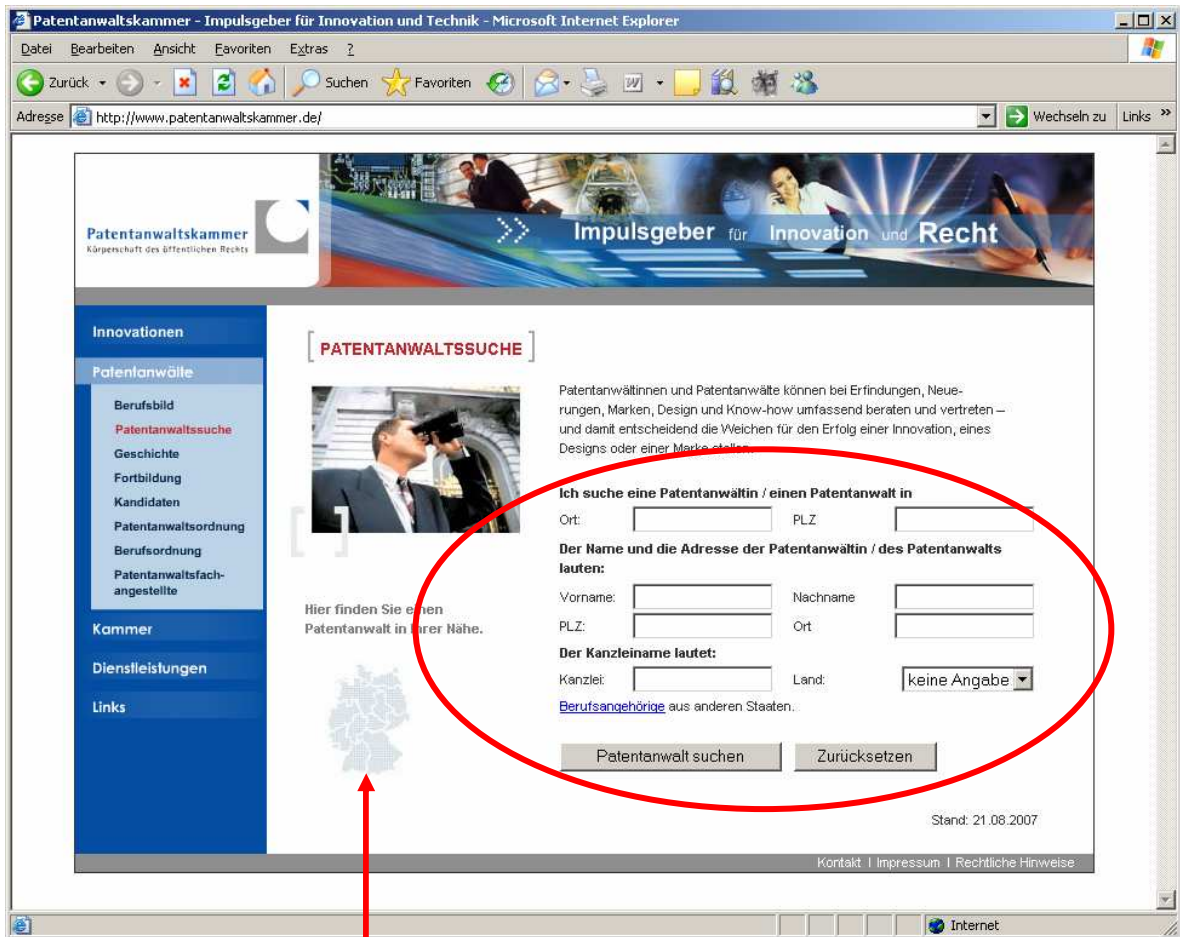 Patentanwaltskammer - Impulsgeber für Innovation und Technik - Microsoft Internet Explorer
Datei Bearbeiten Ansicht Favoriten Extras ?
Zurück Suchen Favoriten
Adresse http://www.patentanwaltskammer.de/ Wechseln zu Links »
Patentanwaltskammer
Körperschaft des öffentlichen Rechts
>> Impulsgeber für Innovation und Recht
Innovationen
Patentanwälte
Berufsbild
Patentanwaltssuche
Geschichte
Fortbildung
Kandidaten
Patentanwaltsordnung
Berufsordnung
Patentanwaltsfach-
angestellte
Kammer
Dienstleistungen
Links
[PATENTANWALTSSUCHE]
Hier finden Sie einen
Patentanwalt in Ihrer Nähe.
Patentanwältinnen und Patentanwälte können bei Erfindungen, Neue-
rungen, Marken, Design und Know-how umfassend beraten und vertreten –
und damit entscheidend die Weichen für den Erfolg einer Innovation, eines
Designs oder einer Marke stellen.
Ich suche eine Patentanwältin / einen Patentanwalt in
Ort: PLZ
Der Name und die Adresse der Patentanwältin / des Patentanwalts
lauten:
Vorname: Nachname
PLZ: Ort
Der Kanzleiname lautet:
Kanzlei: Land: keine Angabe
Berufsangehörige aus anderen Staaten.
Patentanwalt suchen Zurücksetzen
Stand: 21.08.2007
Kontakt | Impressum | Rechtliche Hinweise
Internet